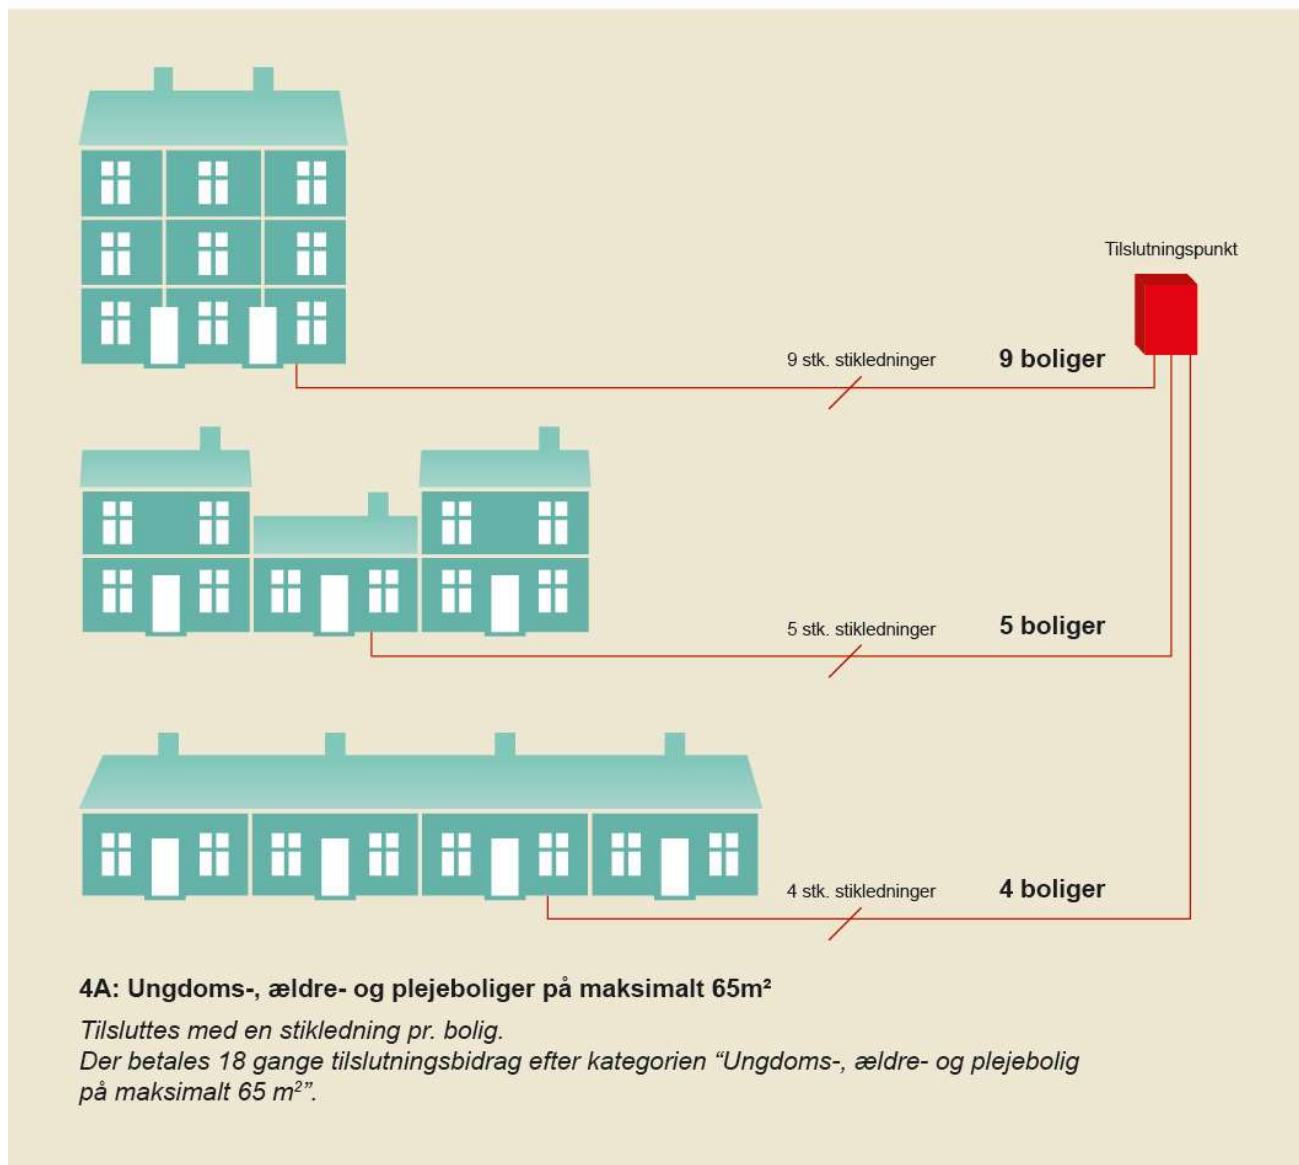 Tilslutningspunkt
9 stk. stikledninger 9 boliger
5 stk. stikledninger 5 boliger
4 stk. stikledninger 4 boliger
4A: Ungdoms-, ældre- og plejeboliger på maksimalt 65m²
Tilsluttes med en stikledning pr. bolig.
Der betales 18 gange tilslutningsbidrag efter kategorien “Ungdoms-, ældre- og plejebolig
på maksimalt 65 m²”.